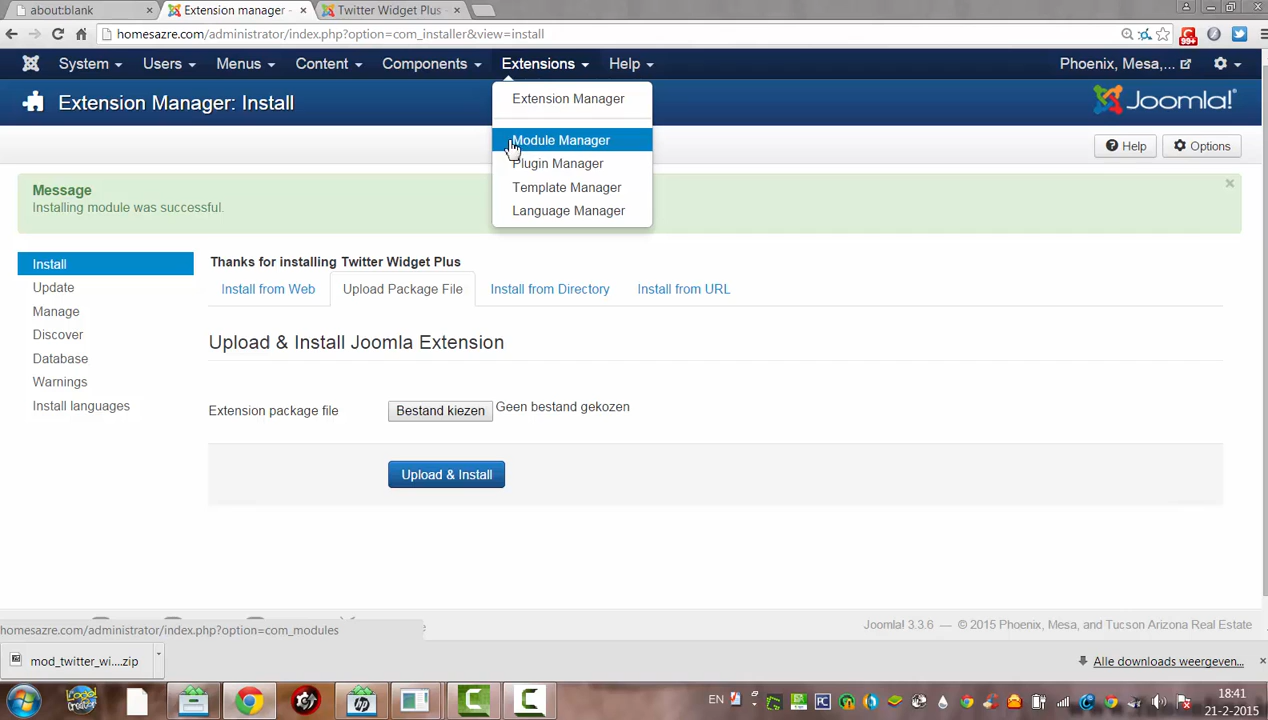 about:blank
Extension manager -
Twitter Widget Plus -
homesazre.com/administrator/index.php?option=com_installer&view=install
99+
System Users Menus Content Components Extensions Help
Phoenix, Mesa,...
Extension Manager: Install
Joomla!
Extension Manager
Module Manager
Plugin Manager
Template Manager
Language Manager
Help
Options
Message
Installing module was successful.
Install
Update
Manage
Discover
Database
Warnings
Install languages
Thanks for installing Twitter Widget Plus
Install from Web
Upload Package File
Install from Directory
Install from URL
Upload & Install Joomla Extension
Extension package file
Bestand kiezen
Geen bestand gekozen
Upload & Install
homesazre.com/administrator/index.php?option=com_modules
Joomla! 3.3.6 — © 2015 Phoenix, Mesa, and Tucson Arizona Real Estate
mod_twitter_wi....zip
Alle downloads weergeven...
EN
18:41
21-2-2015